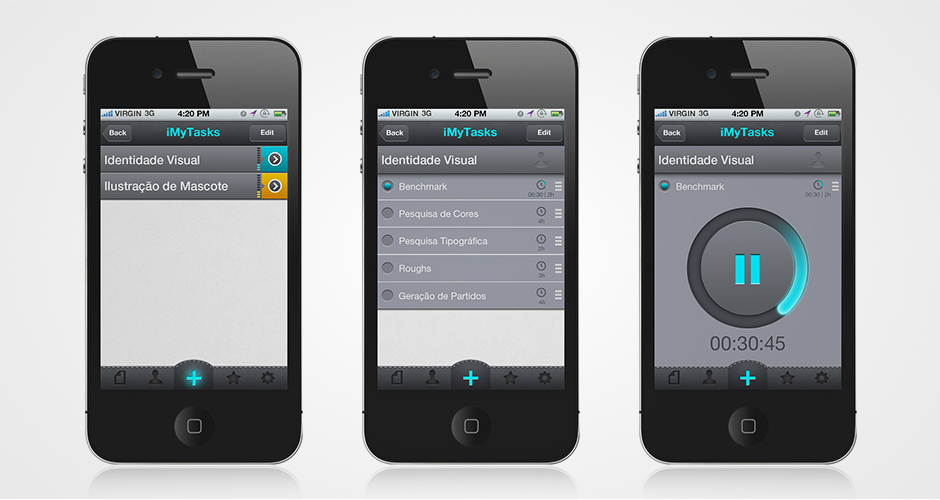 VIRGIN 3G 4:20 PM
Back iMyTasks Edit
Identidade Visual
Ilustração de Mascote
VIRGIN 3G 4:20 PM
Back iMyTasks Edit
Identidade Visual
Benchmark
00:30 | 2h
Pesquisa de Cores
4h
Pesquisa Tipográfica
2h
Roughs
3h
Geração de Partidos
4h
VIRGIN 3G 4:20 PM
Back iMyTasks Edit
Identidade Visual
Benchmark
00:30 | 2h
00:30:45